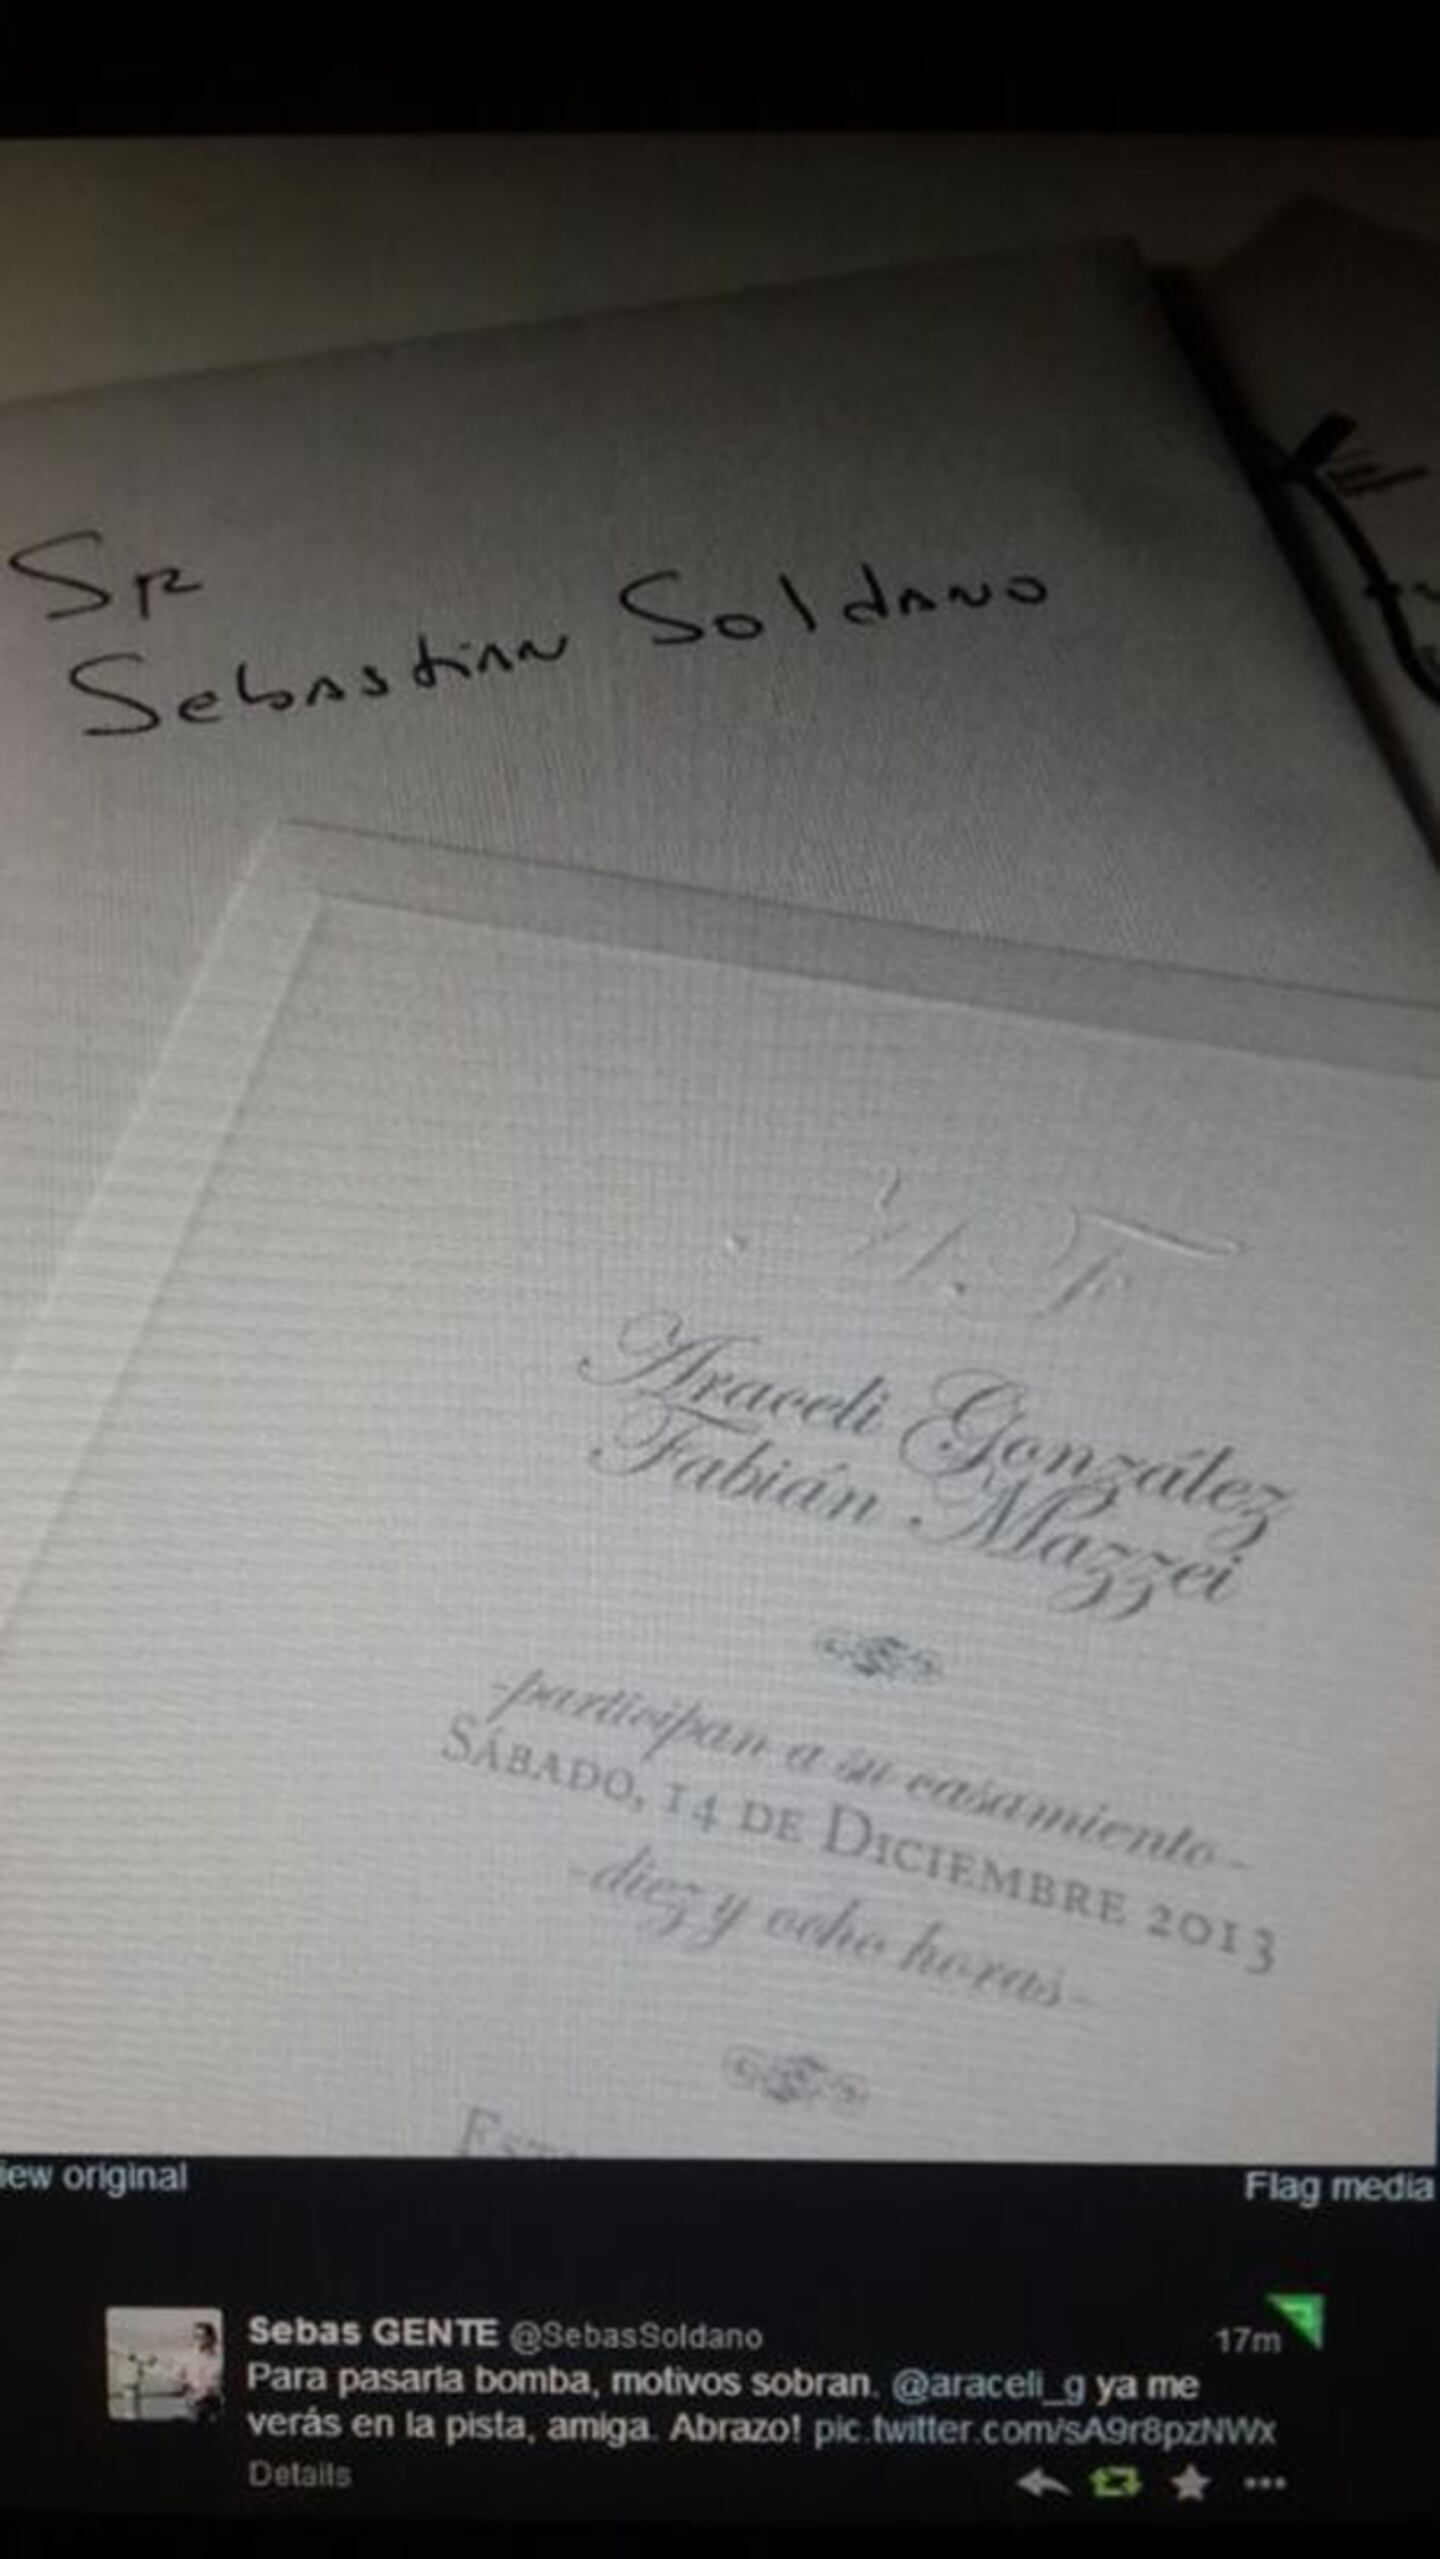 Sr
Sebastian Soldano
A. F
Araceli González
Fabián Mazzei
-participan a su casamiento-
Sábado, 14 de Diciembre 2013
-diez y ocho horas-
iew original
Flag media
Sebas GENTE @SebasSoldano
17m
Para pasarla bomba, motivos sobran. @araceli_g ya me
verás en la pista, amiga. Abrazo! pic.twitter.com/sA9r8pzNWx
Details